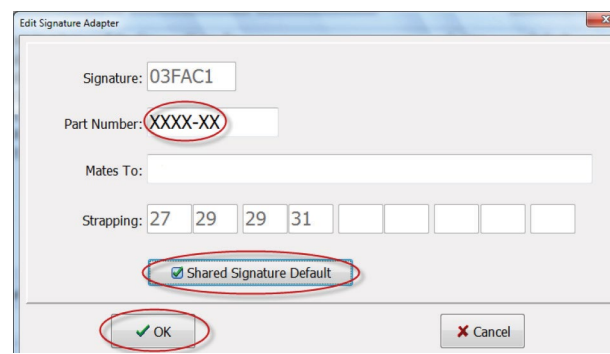 Edit Signature Adapter
Signature: 03FAC1
Part Number: XXXX-XX
Mates To:
Strapping: 27 29 29 31
Shared Signature Default
OK Cancel